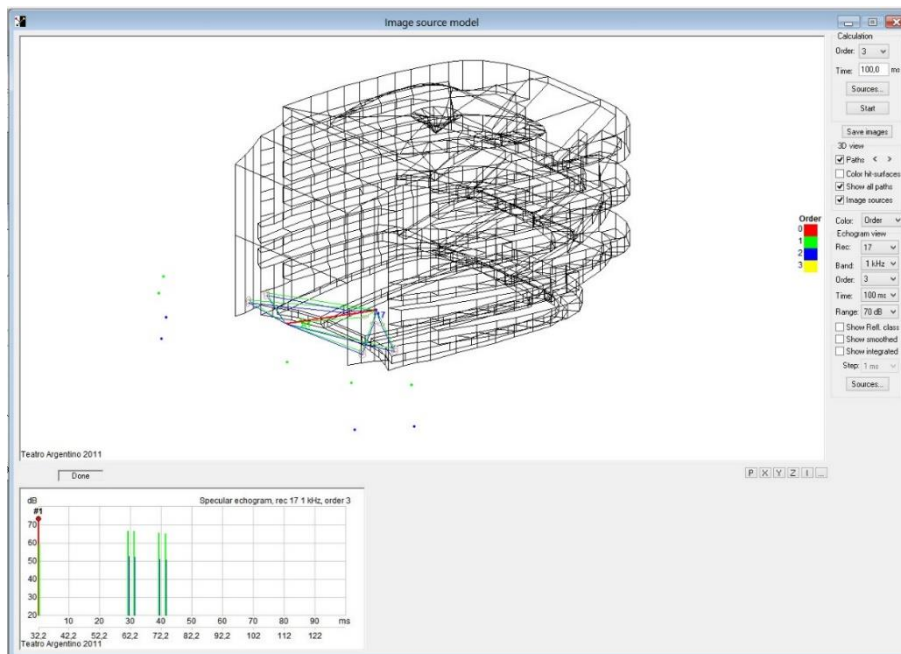 Image source model
Calculation
Order: 3
Time: 100,0 ms
Sources...
Start
Save images
3D view
Paths < >
Color hit-surfaces
Show all paths
Image sources
Color: Order
Echogram view
Rec: 17
Band: 1 kHz
Order: 3
Time: 100 ms
Range: 70 dB
Show Refl. class
Show smoothed
Show integrated
Step: 1 ms
Sources...
Order
0
1
2
3
17
Teatro Argentino 2011
Done
P X Y Z I ...
dB
Specular echogram, rec 17 1 kHz, order 3
#1
70
60
50
40
30
20
10 20 30 40 50 60 70 80 90 ms
32,2 42,2 52,2 62,2 72,2 82,2 92,2 102 112 122
Teatro Argentino 2011